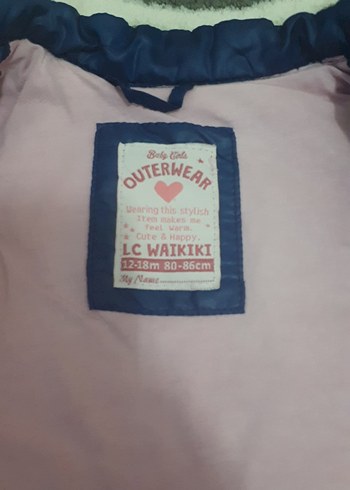 Baby Girls
OUTERWEAR
Wearing this stylish
item makes me
feel warm.
Cute & Happy.
LC WAIKIKI
12-18m 80-86cm
My Name